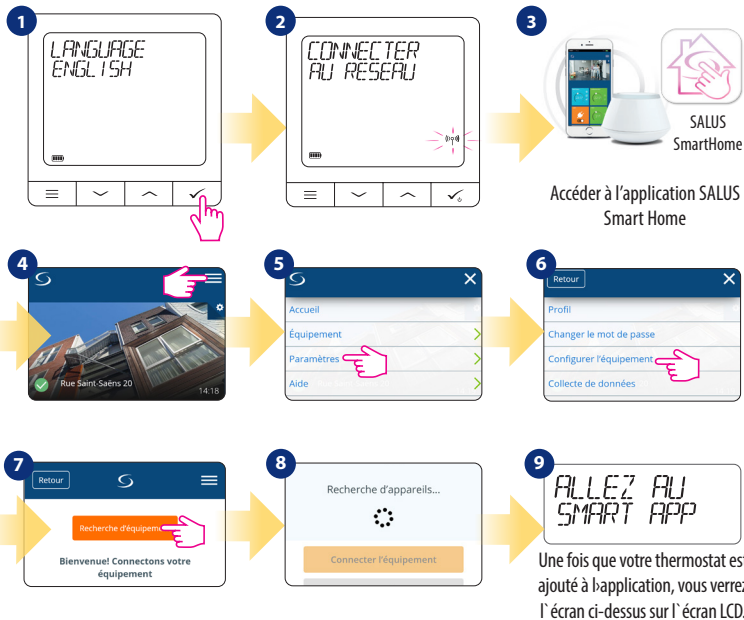 1
LANGUAGE
ENGLISH
2
CONNECTER
AU RESEAU
3
SALUS
SmartHome
Accéder à l'application SALUS
Smart Home
4
Rue Saint-Saëns 20
14:18
5
Accueil
Équipement
Paramètres
Aide
6
Retour
Profil
Changer le mot de passe
Configurer l'équipement
Collecte de données
7
Retour
Recherche d'équipem
Bienvenue! Connectons votre
équipement
8
Recherche d'appareils...
Connecter l'équipement
9
ALLEZ AU
SMART APP
Une fois que votre thermostat est
ajouté à l›application, vous verrez
l`écran ci-dessus sur l`écran LCD.